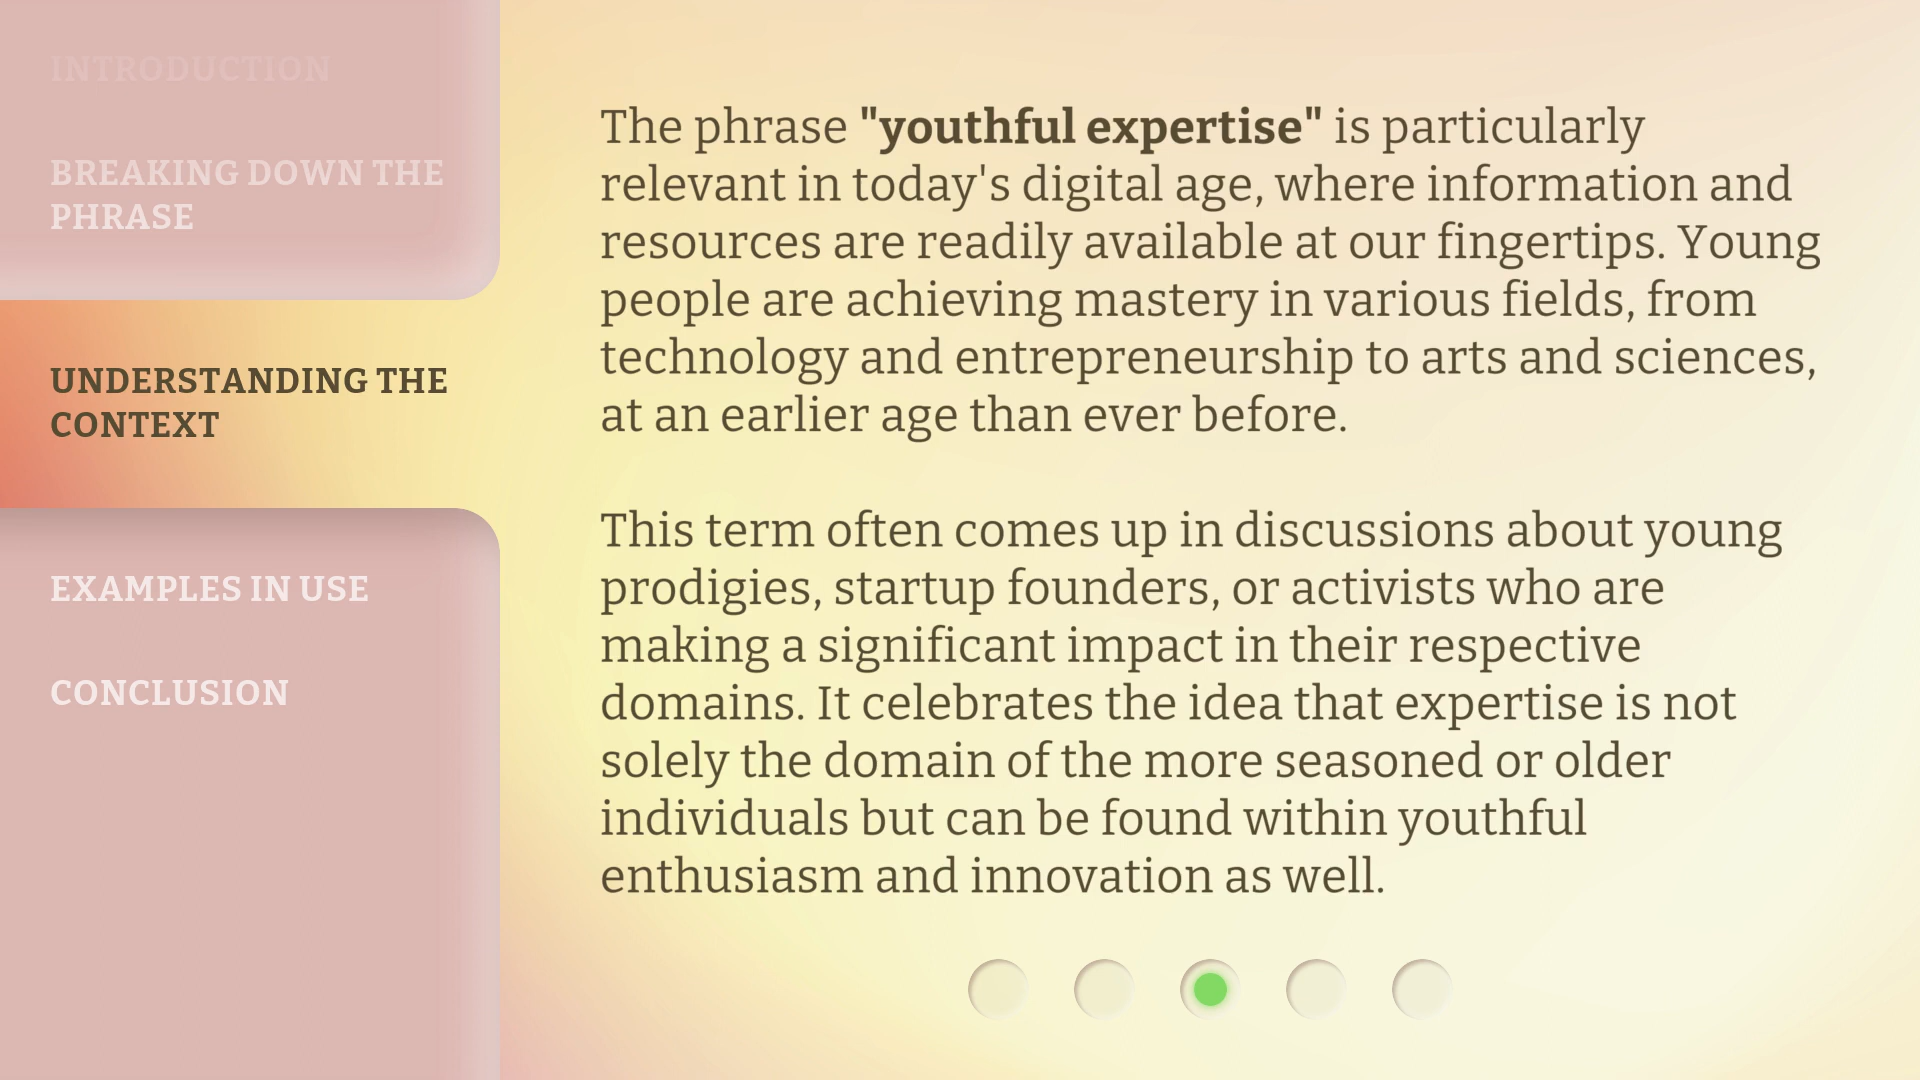 INTRODUCTION
BREAKING DOWN THE
PHRASE
UNDERSTANDING THE
CONTEXT
EXAMPLES IN USE
CONCLUSION
The phrase "youthful expertise" is particularly
relevant in today's digital age, where information and
resources are readily available at our fingertips. Young
people are achieving mastery in various fields, from
technology and entrepreneurship to arts and sciences,
at an earlier age than ever before.
This term often comes up in discussions about young
prodigies, startup founders, or activists who are
making a significant impact in their respective
domains. It celebrates the idea that expertise is not
solely the domain of the more seasoned or older
individuals but can be found within youthful
enthusiasm and innovation as well.